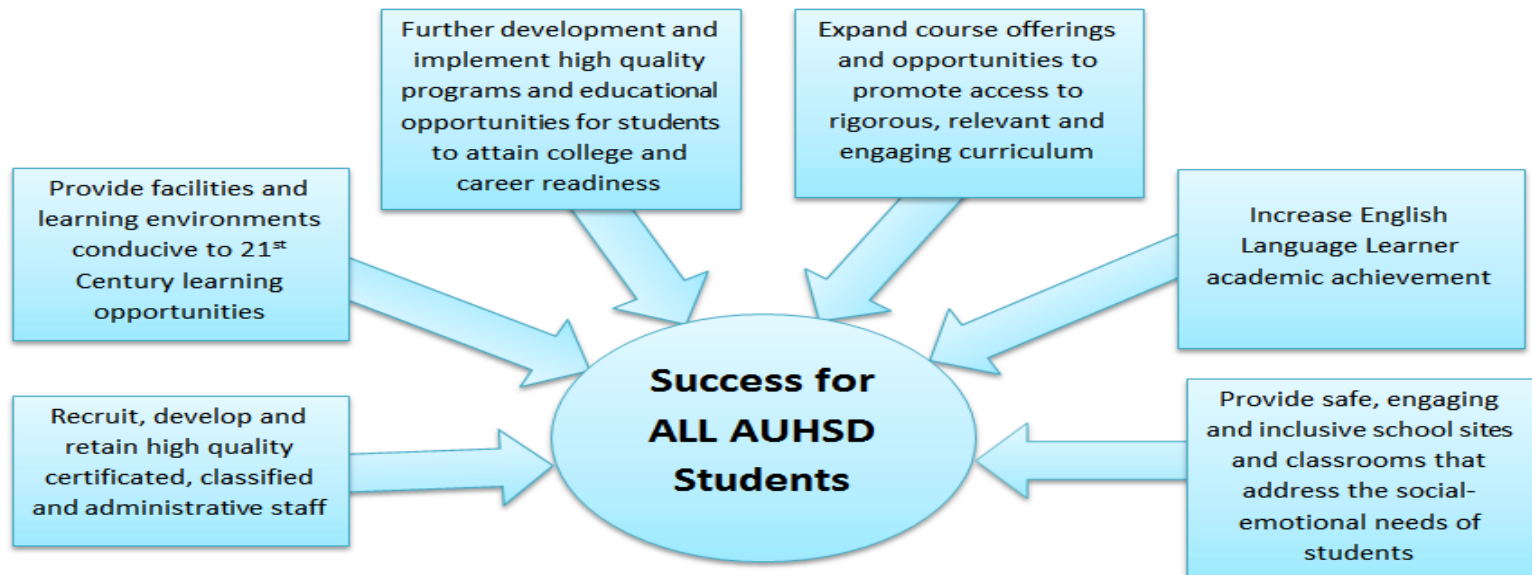 Further development and
implement high quality
programs and educational
opportunities for students
to attain college and
career readiness
Expand course offerings
and opportunities to
promote access to
rigorous, relevant and
engaging curriculum
Provide facilities and
learning environments
conducive to 21st
Century learning
opportunities
Increase English
Language Learner
academic achievement
Recruit, develop and
retain high quality
certificated, classified
and administrative staff
Success for
ALL AUHSD
Students
Provide safe, engaging
and inclusive school sites
and classrooms that
address the social-
emotional needs of
students